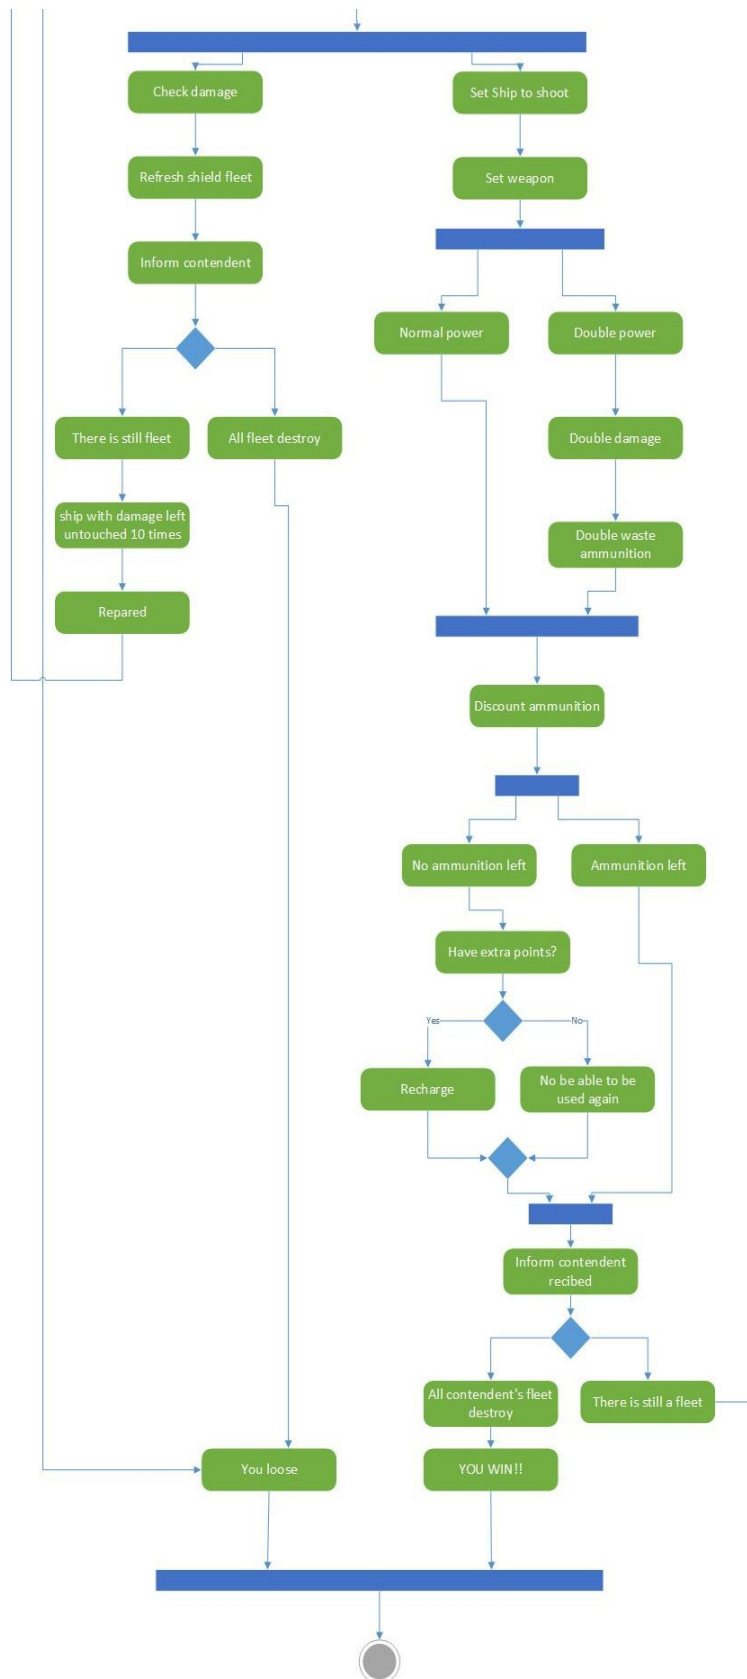 Check damage
Set Ship to shoot
Refresh shield fleet
Set weapon
Inform contendent
Normal power
Double power
There is still fleet
All fleet destroy
Double damage
ship with damage left
untouched 10 times
Double waste
ammunition
Repared
Discount ammunition
No ammunition left
Ammunition left
Have extra points?
Yes
No
Recharge
No be able to be
used again
Inform contendent
recibed
All contendent's fleet
destroy
There is still a fleet
You loose
YOU WIN!!